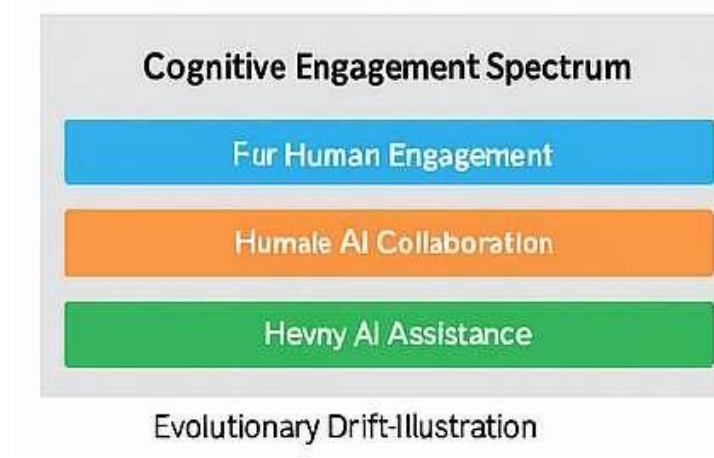 Cognitive Engagement Spectrum
Fur Human Engagement
Humale AI Collaboration
Hevny AI Assistance
Evolutionary Drift-Illustration